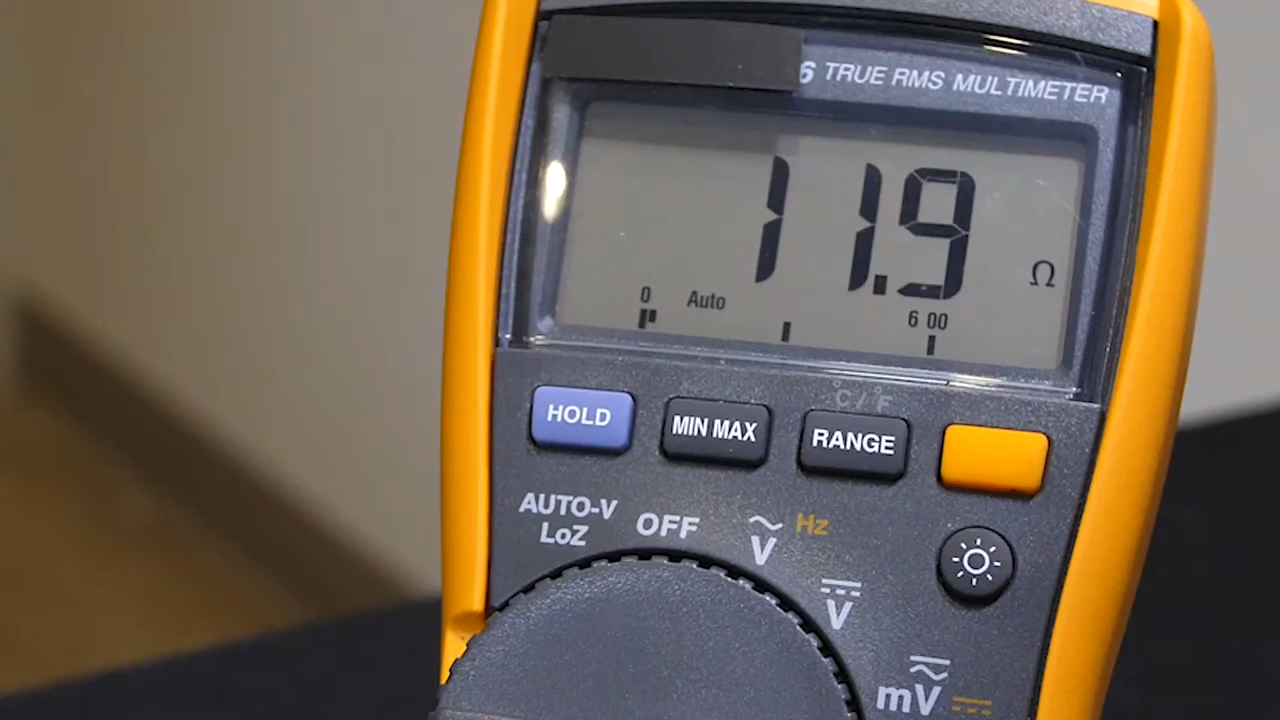 6 TRUE RMS MULTIMETER
11.9 Ω
0 Auto 6 00
°C/°F
HOLD MIN MAX RANGE
AUTO-V
LoZ
OFF
V Hz
V
mV